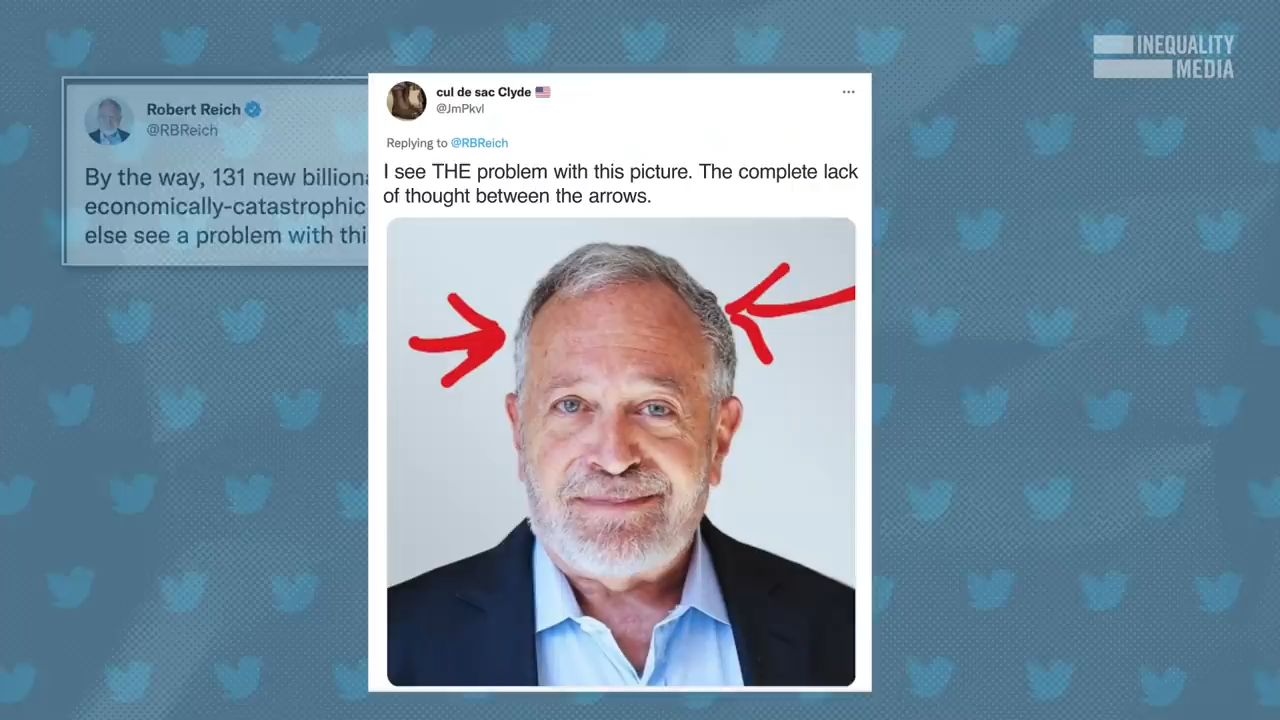 INEQUALITY
MEDIA
Robert Reich
@RBReich
By the way, 131 new
economically-catastrophic
else see a problem with
cul de sac Clyde 🇺🇸
@JmPkvl
Replying to @RBReich
I see THE problem with this picture. The complete lack
of thought between the arrows.